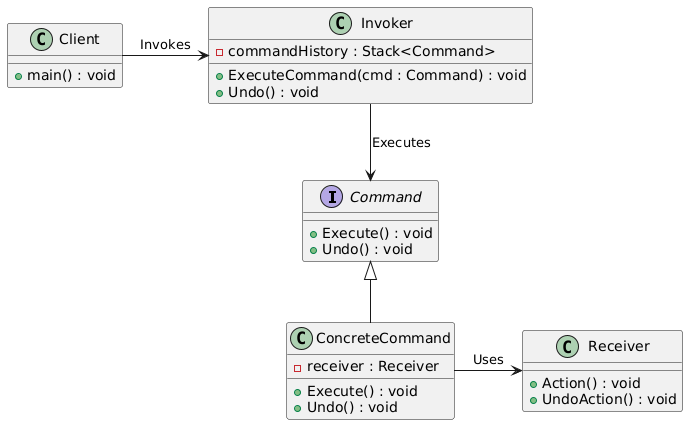 C Client
+ main() : void
Invokes
C Invoker
commandHistory : Stack<Command>
ExecuteCommand(cmd : Command) : void
Undo() : void
Executes
I Command
Execute() : void
Undo() : void
C ConcreteCommand
receiver : Receiver
Execute() : void
Undo() : void
Uses
C Receiver
Action() : void
UndoAction() : void